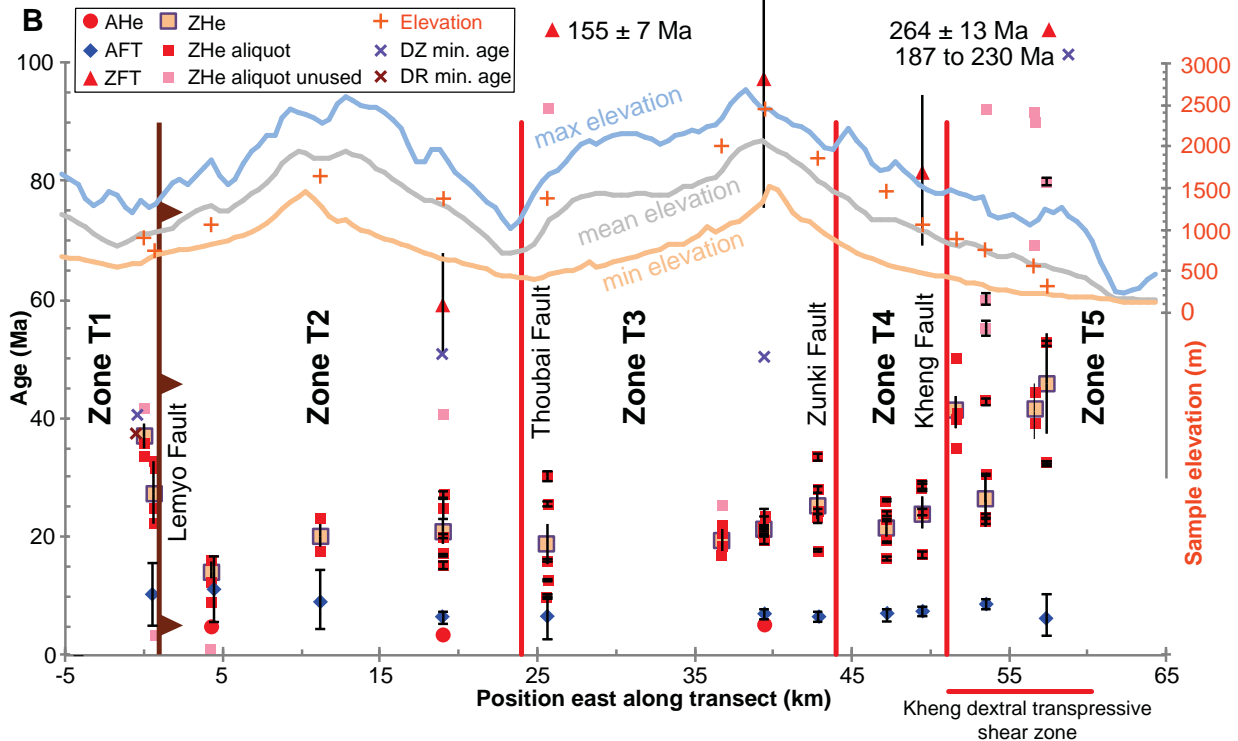 B
AHe
ZHe
Elevation
AFT
ZHe aliquot
DZ min. age
ZFT
ZHe aliquot unused
DR min. age
155 ± 7 Ma
264 ± 13 Ma
187 to 230 Ma
100
80
60
40
20
0
Age (Ma)
3000
2500
2000
1500
1000
500
0
Sample elevation (m)
max elevation
mean elevation
min elevation
Zone T1
Lemyo Fault
Zone T2
Thoubai Fault
Zone T3
Zunki Fault
Zone T4
Kheng Fault
Zone T5
-5
5
15
25
35
45
55
65
Position east along transect (km)
Kheng dextral transpressive
shear zone